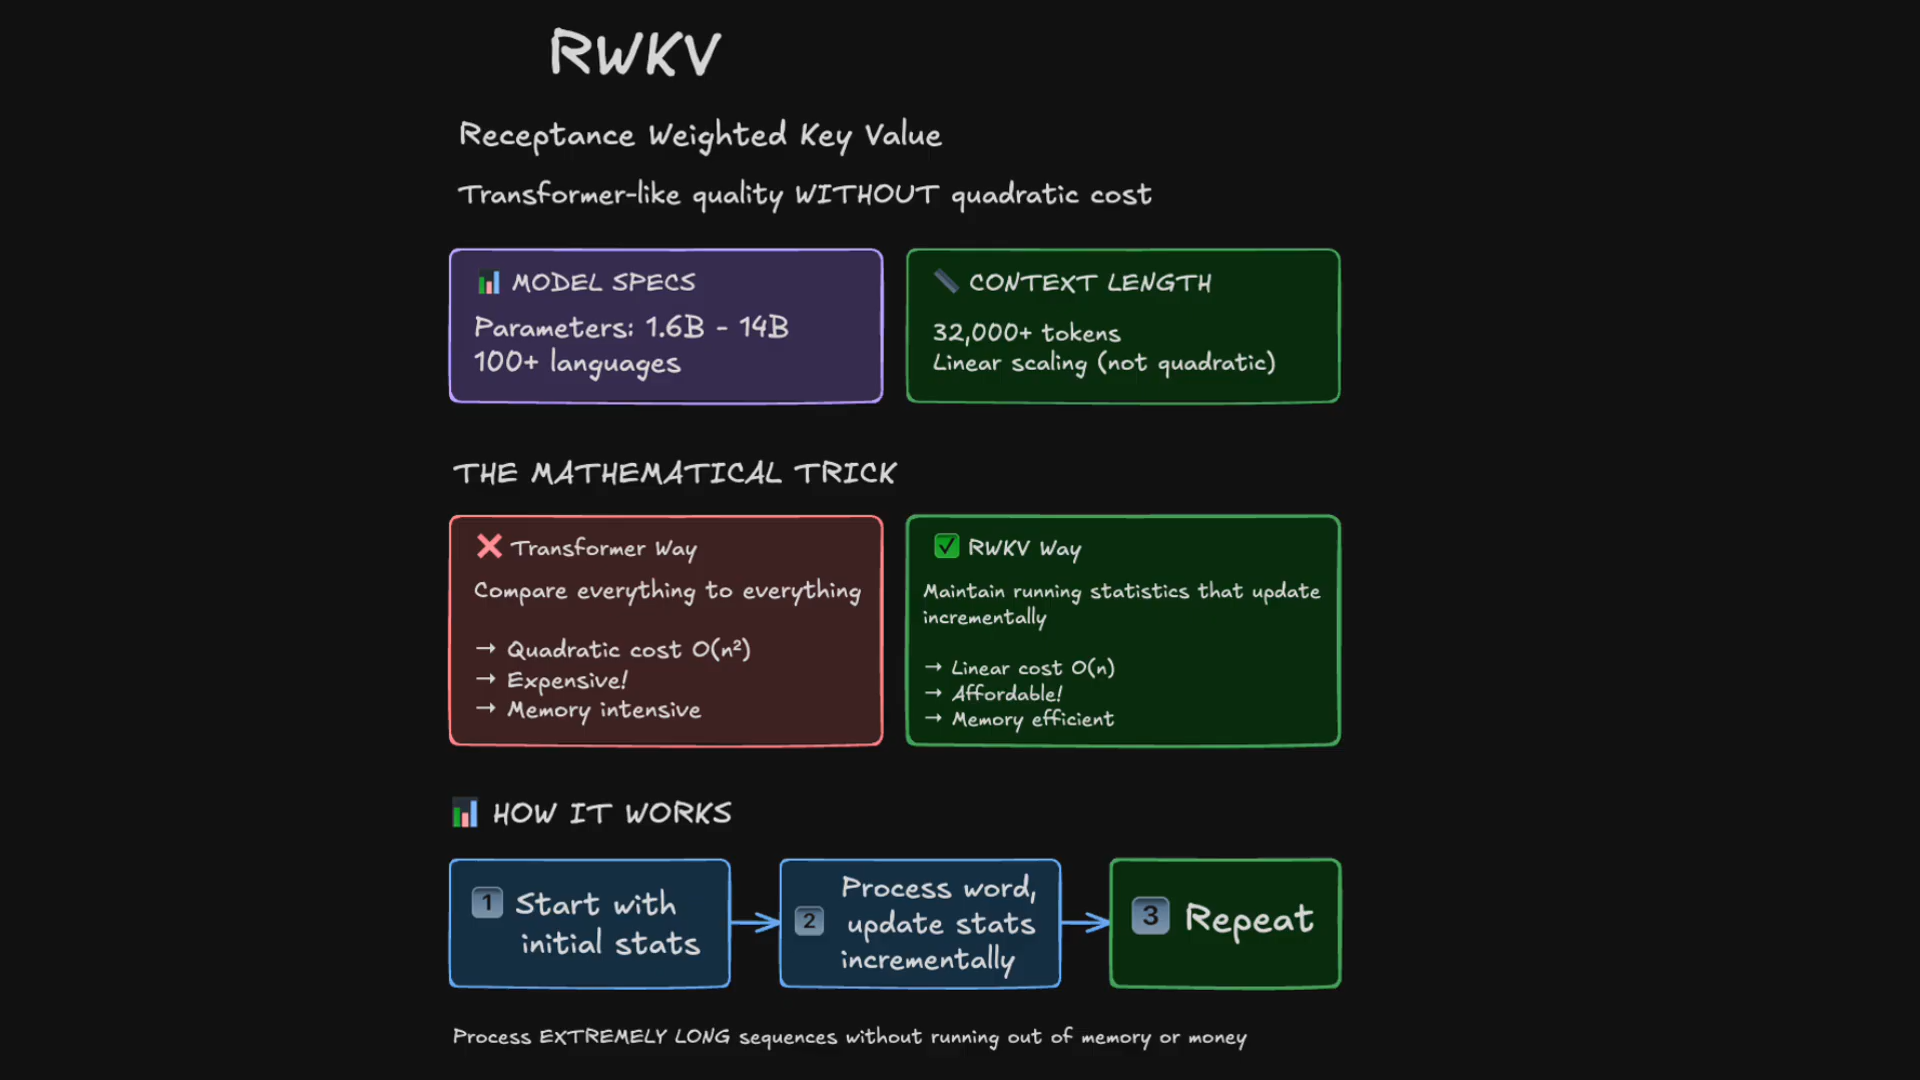 RWKV
Receptance Weighted Key Value
Transformer-like quality WITHOUT quadratic cost
📊 MODEL SPECS
Parameters: 1.6B - 14B
100+ languages
📏 CONTEXT LENGTH
32,000+ tokens
Linear scaling (not quadratic)
THE MATHEMATICAL TRICK
❌ Transformer Way
Compare everything to everything
→ Quadratic cost O(n²)
→ Expensive!
→ Memory intensive
✅ RWKV Way
Maintain running statistics that update
incrementally
→ Linear cost O(n)
→ Affordable!
→ Memory efficient
📊 HOW IT WORKS
1 Start with
initial stats
2 Process word,
update stats
incrementally
3 Repeat
Process EXTREMELY LONG sequences without running out of memory or money